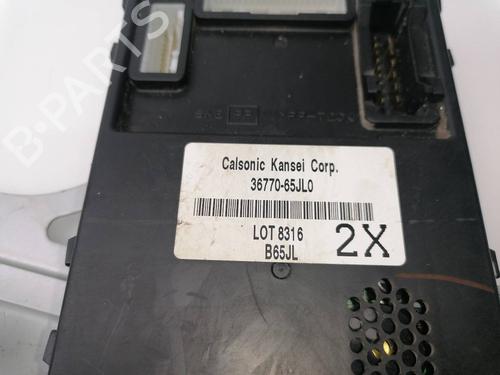 B-PARTS
Calsonic Kansei Corp.
36770-65JL0
LOT 8316
2X
B65JL